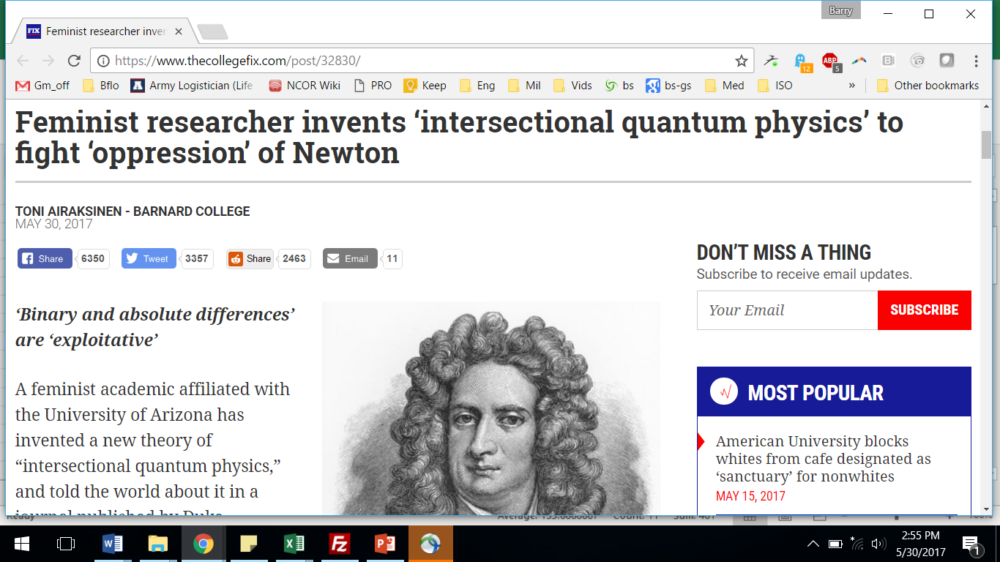 Barry
FIX Feminist researcher inver
https://www.thecollegefix.com/post/32830/
12
ABP
5
B
Gm_off
Bflo
Army Logistician (Life
NCOR Wiki
PRO
Keep
Eng
Mil
Vids
bs
bs-gs
Med
ISO
»
Other bookmarks
Feminist researcher invents ‘intersectional quantum physics’ to
fight ‘oppression’ of Newton
TONI AIRAKSINEN - BARNARD COLLEGE
MAY 30, 2017
Share 6350
Tweet 3357
Share 2463
Email 11
‘Binary and absolute differences’
are ‘exploitative’
A feminist academic affiliated with
the University of Arizona has
invented a new theory of
“intersectional quantum physics,”
and told the world about it in a
journal published by Duke
DON’T MISS A THING
Subscribe to receive email updates.
Your Email
SUBSCRIBE
MOST POPULAR
American University blocks
whites from cafe designated as
‘sanctuary’ for nonwhites
MAY 15, 2017
Ready
Count: 11
2:55 PM
5/30/2017
1